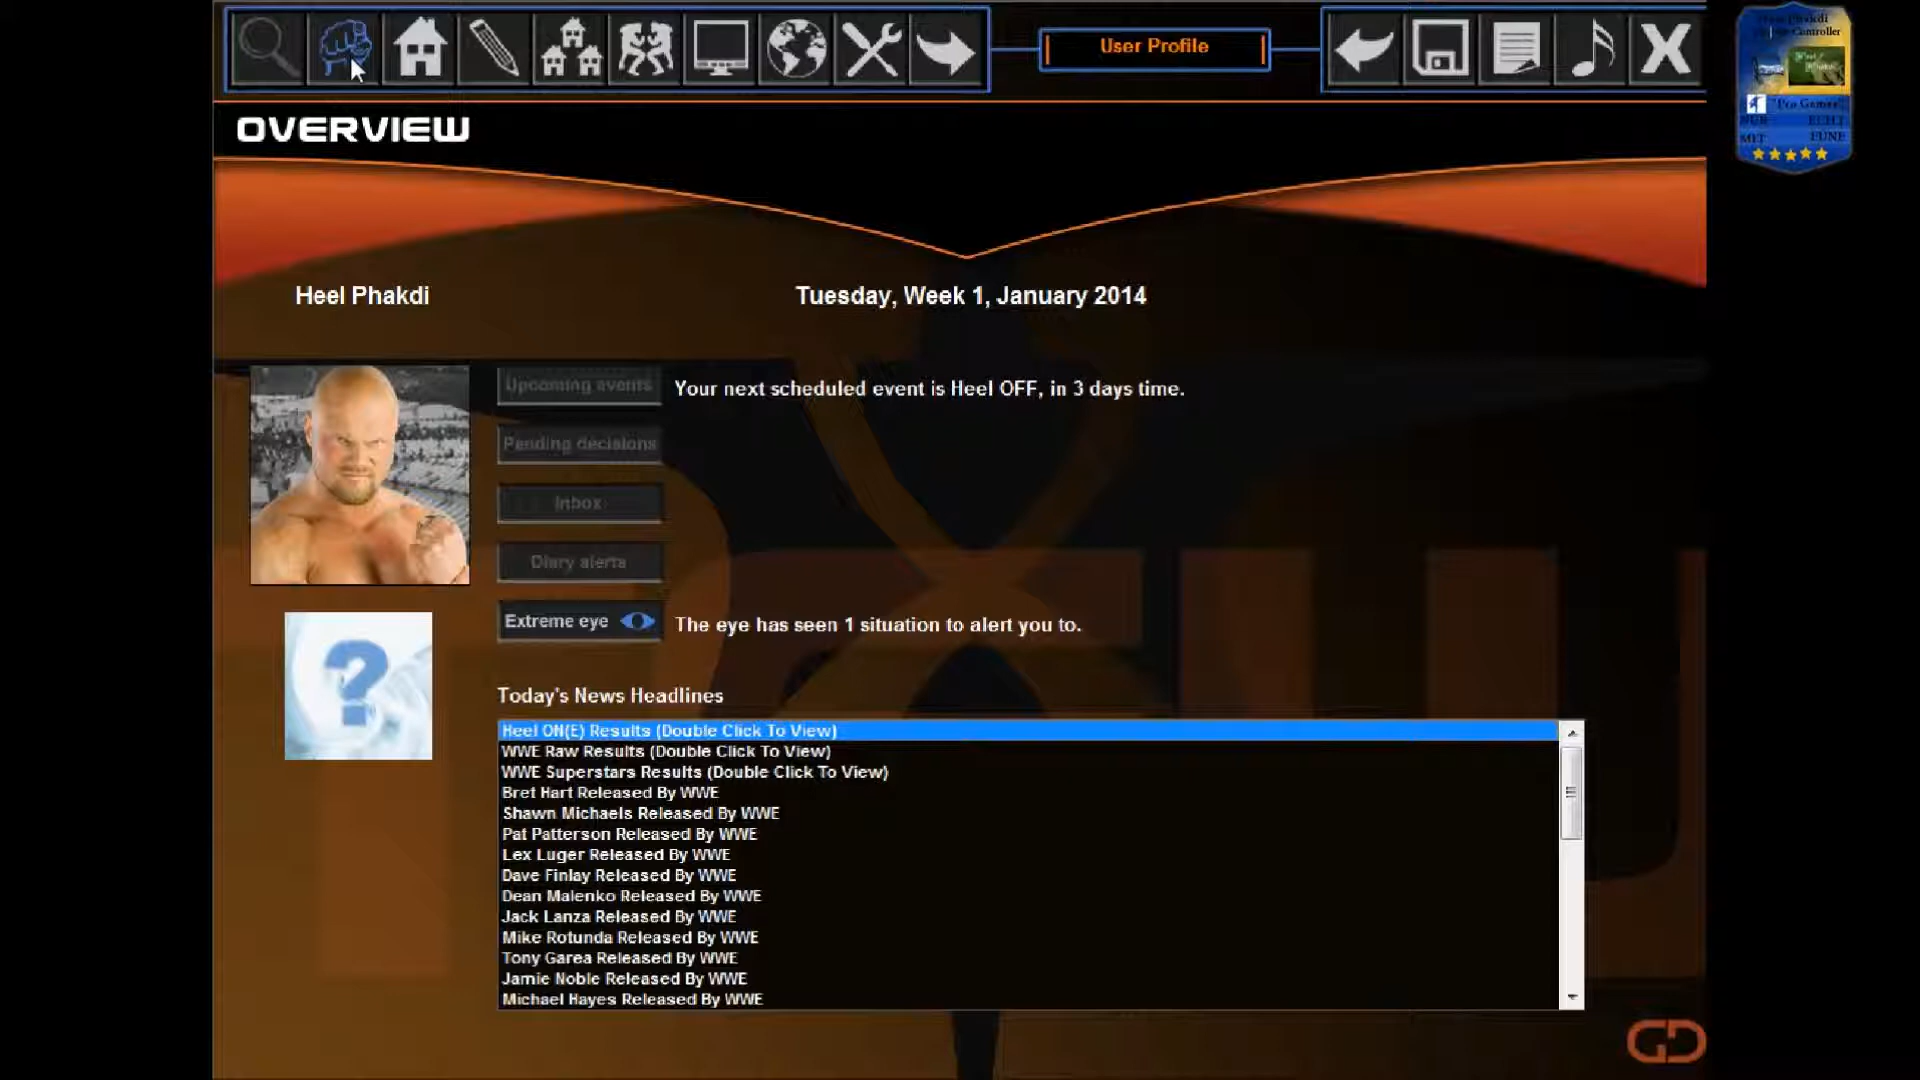 User Profile
Phakdi
Controller
"Pro Gamer"
OVERVIEW
Heel Phakdi
Tuesday, Week 1, January 2014
Upcoming events
Your next scheduled event is Heel OFF, in 3 days time.
Pending decisions
Inbox
Diary alerts
Extreme eye
The eye has seen 1 situation to alert you to.
Today's News Headlines
Heel ON(E) Results (Double Click To View)
WWE Raw Results (Double Click To View)
WWE Superstars Results (Double Click To View)
Bret Hart Released By WWE
Shawn Michaels Released By WWE
Pat Patterson Released By WWE
Lex Luger Released By WWE
Dave Finlay Released By WWE
Dean Malenko Released By WWE
Jack Lanza Released By WWE
Mike Rotunda Released By WWE
Tony Garea Released By WWE
Jamie Noble Released By WWE
Michael Hayes Released By WWE
GD